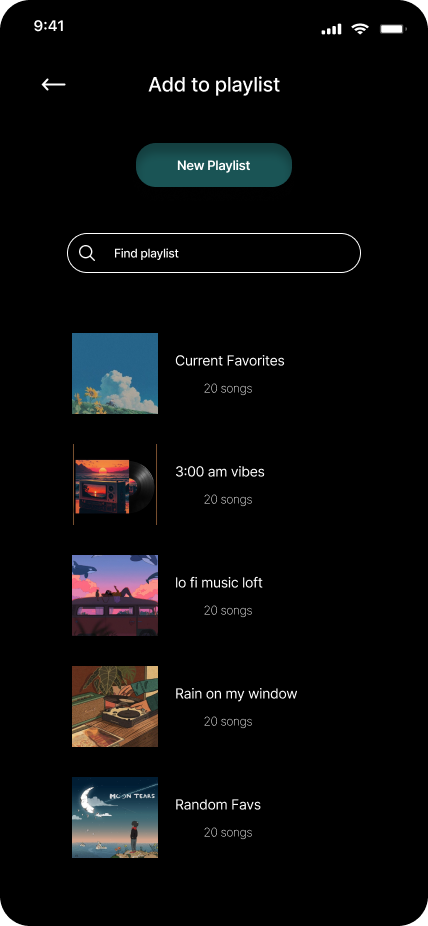 9:41
Add to playlist
New Playlist
Find playlist
Current Favorites
20 songs
3:00 am vibes
20 songs
lo fi music loft
20 songs
Rain on my window
20 songs
MOON TEARS
Random Favs
20 songs